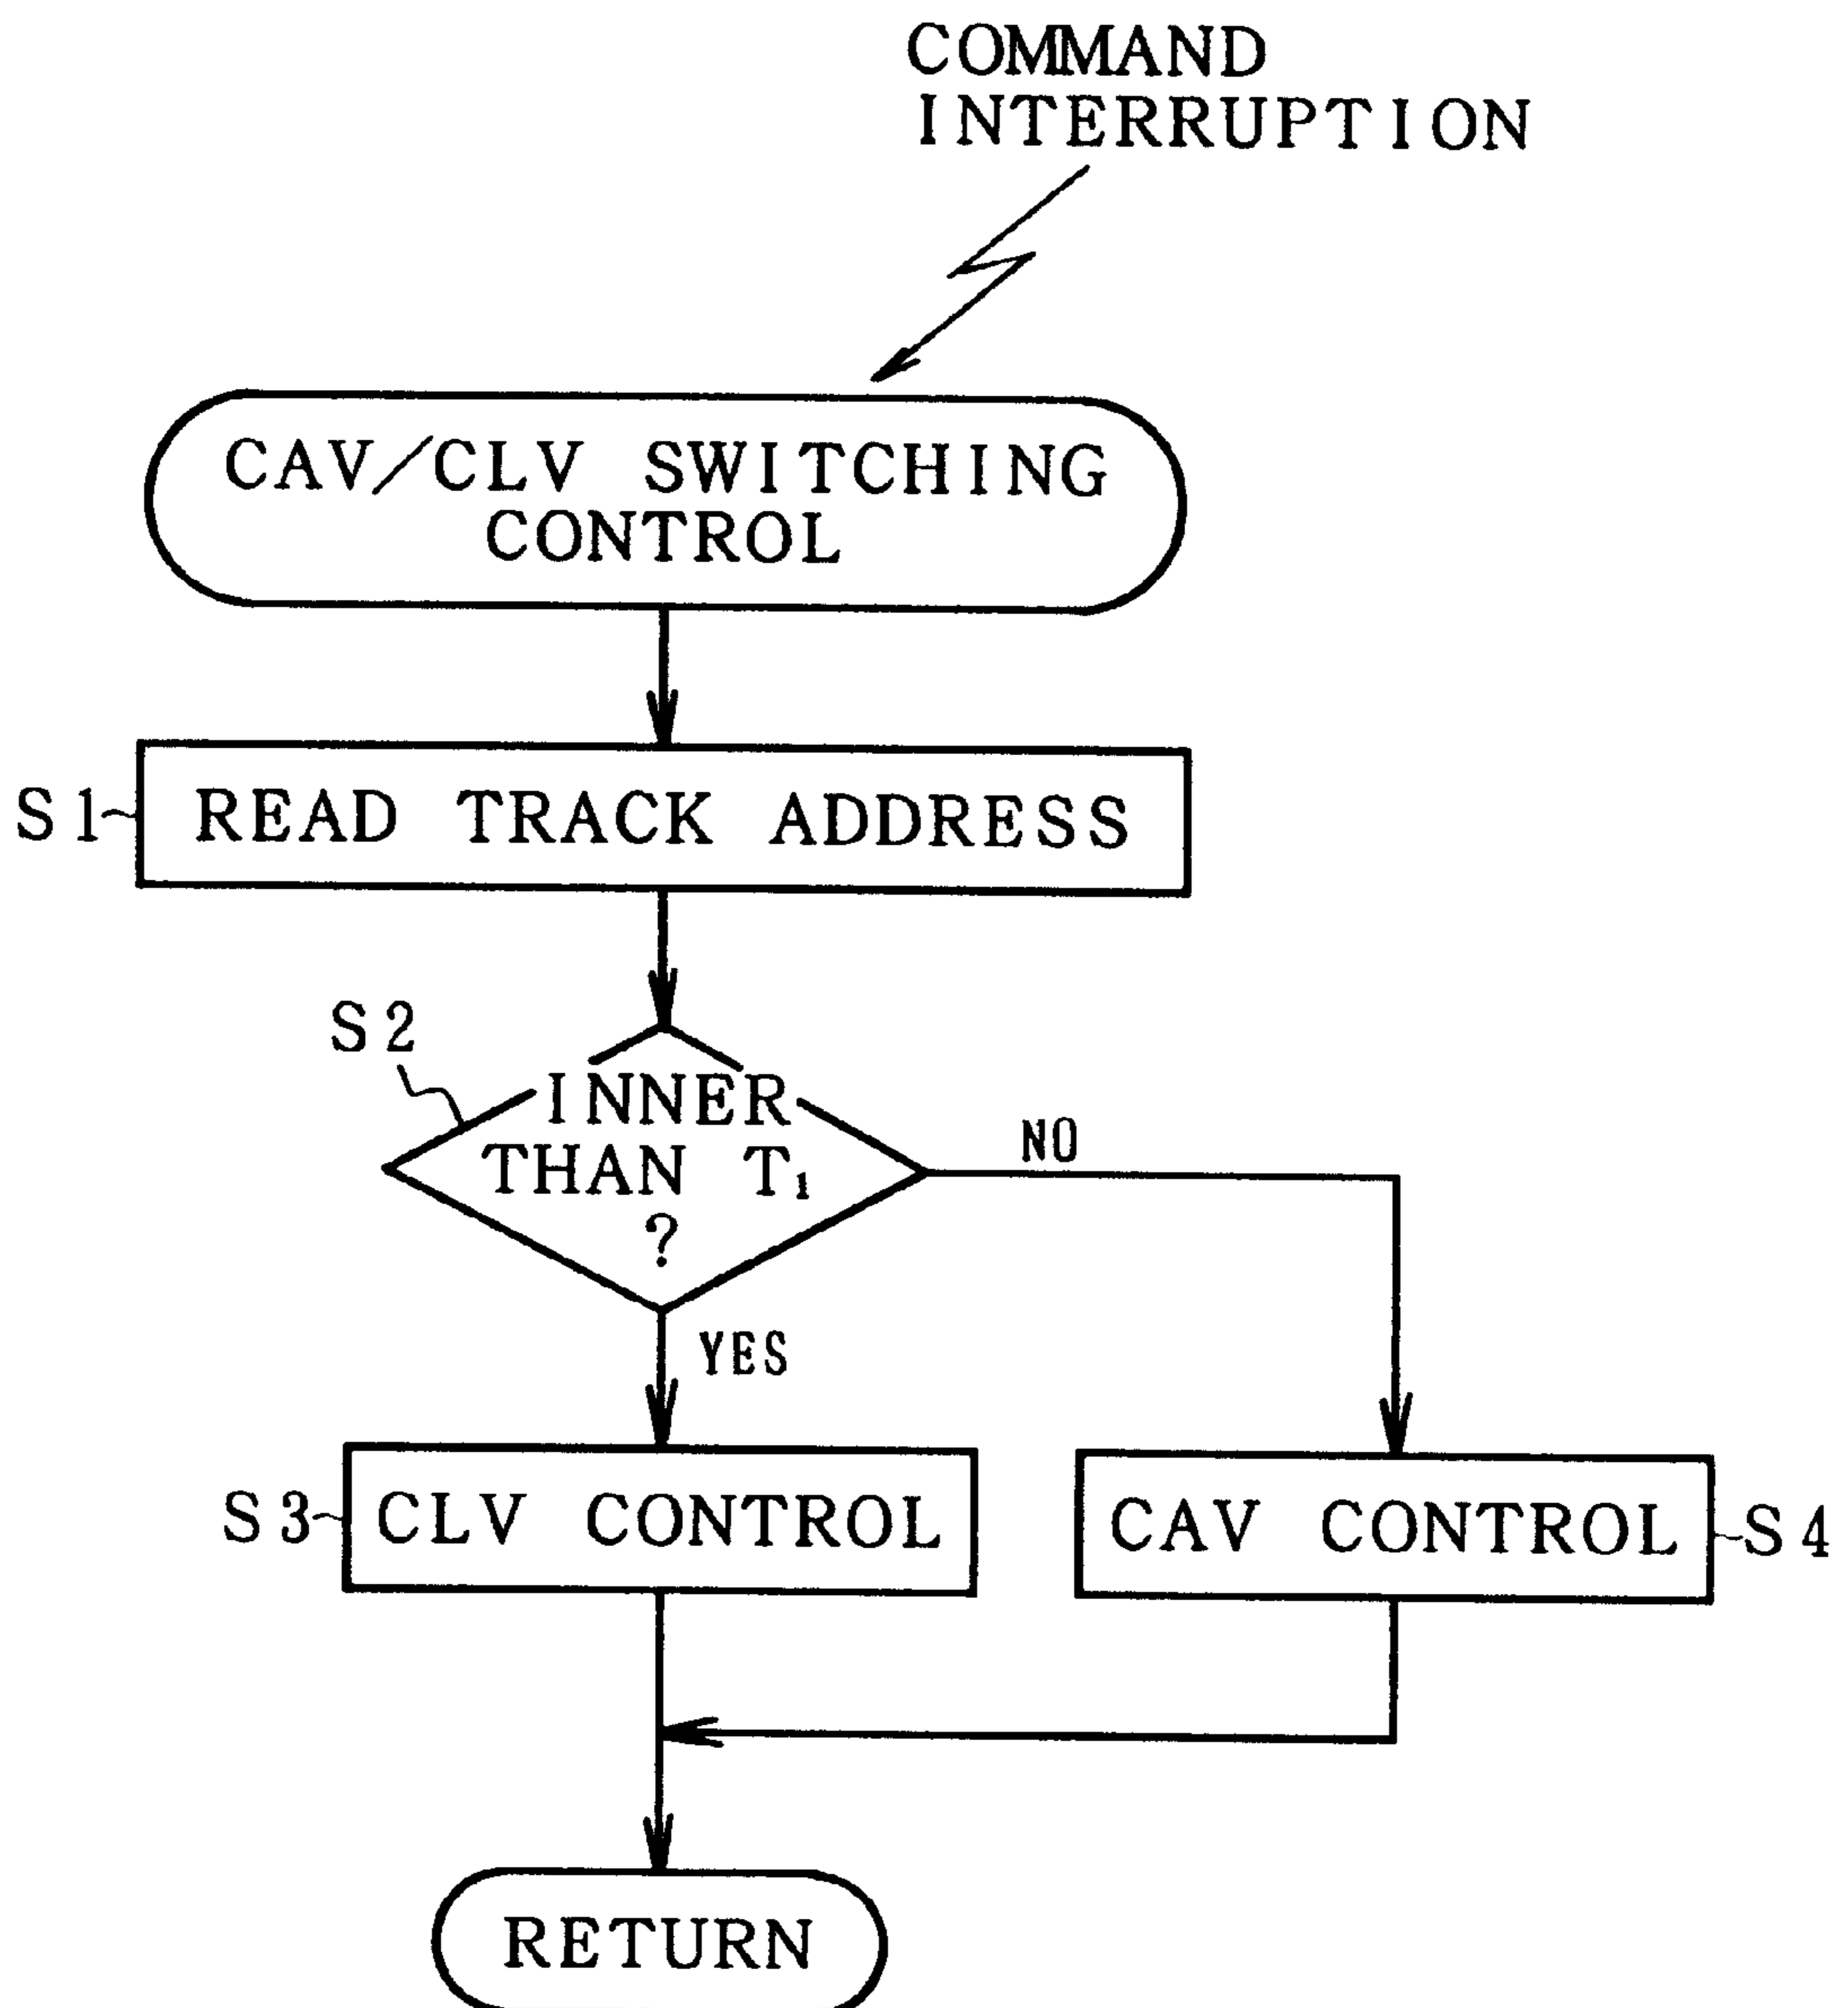 COMMAND
INTERRUPTION
CAV/CLV SWITCHING
CONTROL
S1
READ TRACK ADDRESS
S2
INNER
THAN T₁
?
NO
YES
S3
CLV CONTROL
CAV CONTROL
S4
RETURN